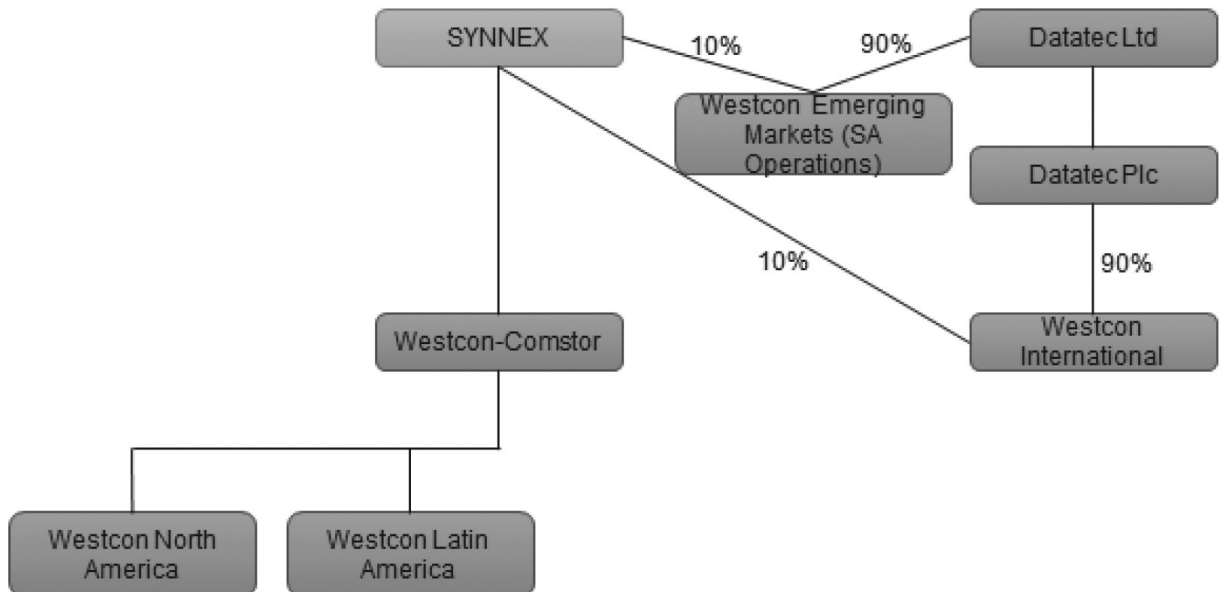 SYNNEX
10%
90%
Datatec Ltd
Westcon Emerging
Markets (SA
Operations)
Datatec Plc
10%
90%
Westcon-Comstor
Westcon
International
Westcon North
America
Westcon Latin
America